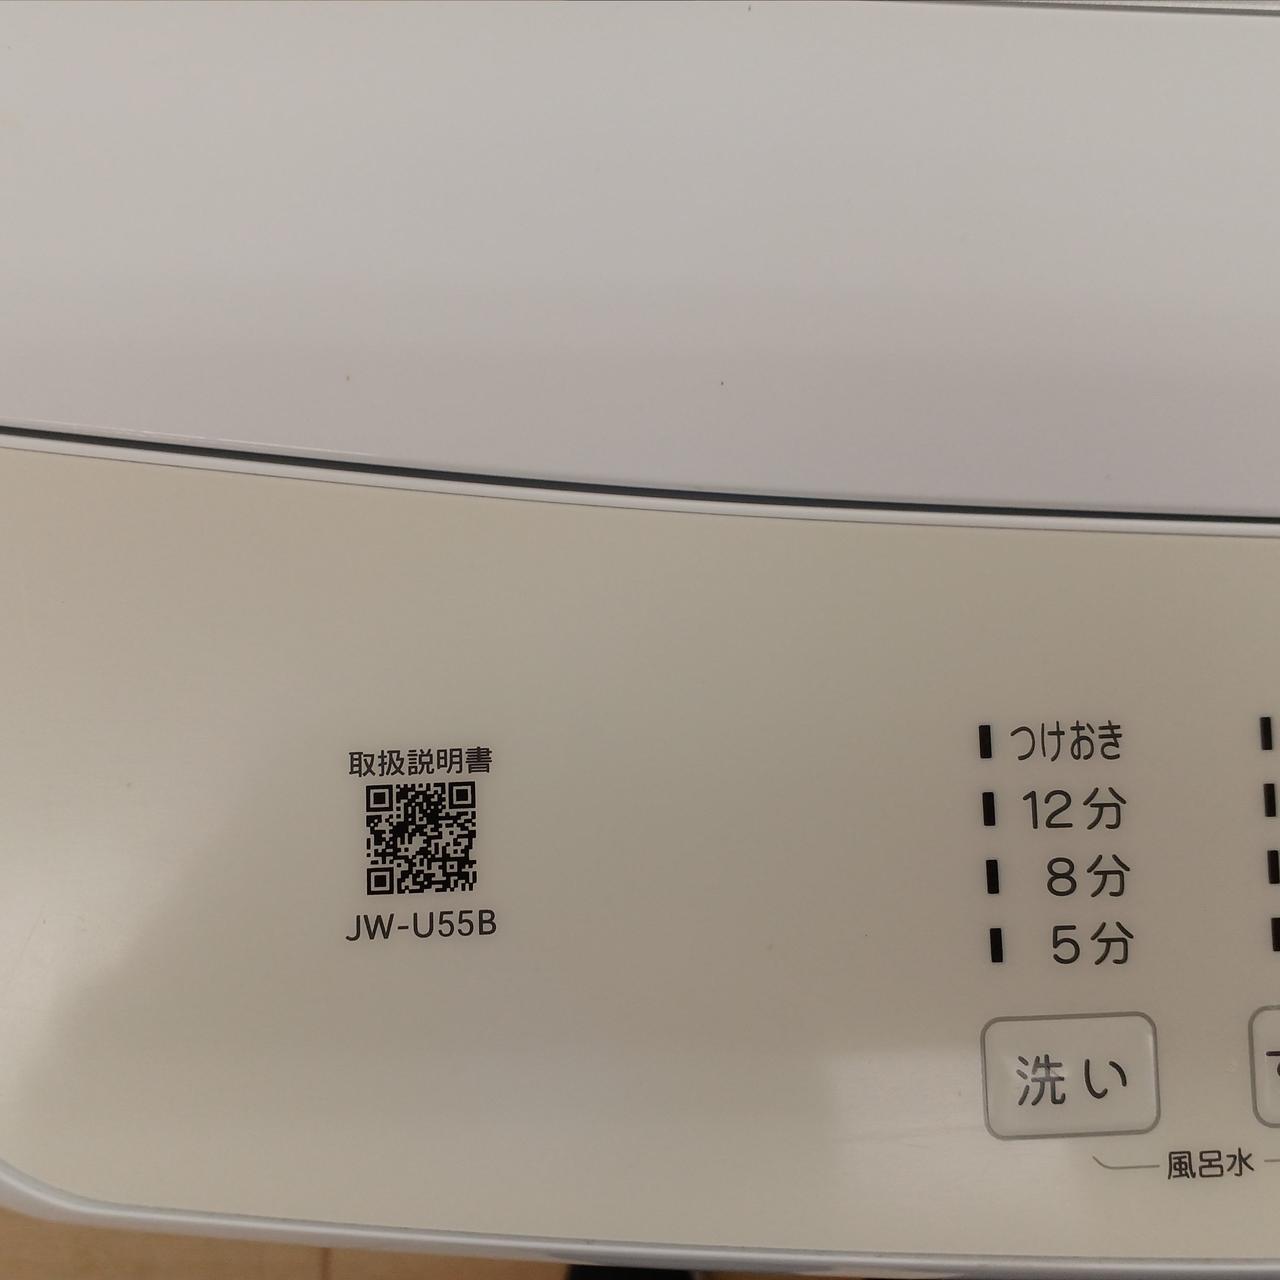 取扱説明書
JW-U55B
つけおき
12分
8分
5分
洗い
風呂水